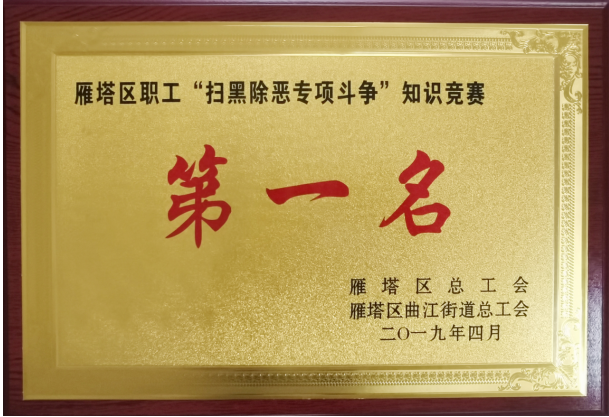 雁塔区职工“扫黑除恶专项斗争”知识竞赛
第一名
雁塔区总工会
雁塔区曲江街道总工会
二〇一九年四月